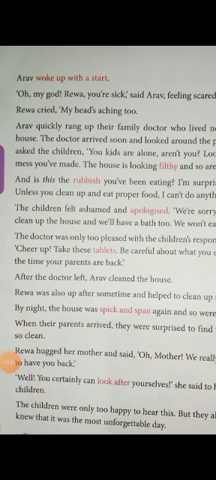 Arav woke up with a start.
'Oh, my god! Rewa, you're sick,' said Arav, feeling scared
Rewa cried, 'My head's aching too.
Arav quickly rang up their family doctor who lived
house. The doctor arrived soon and looked around the
asked the children, 'You kids are alone, aren't you?
mess you've made. The house is looking filthy and so are
And is this the rubbish you've been eating? I'm
Unless you clean up and eat proper food, I can't do
The children felt ashamed and apologised. 'We're sorry
clean up the house and we'll have a bath too. We won't
The doctor was only too pleased with the children's
'Cheer up! Take these tablets. Be careful about what you
the time your parents are back.'
After the doctor left, Arav cleaned the house.
Rewa was also up after sometime and helped to clean up
By night, the house was spick and span again and so were
When their parents arrived, they were surprised to find
so clean.
Rewa hugged her mother and said, 'Oh, Mother! We
to have you back.'
'Well! You certainly can look after yourselves!' she said to
children.
The children were only too happy to hear this. But they
knew that it was the most unforgettable day.